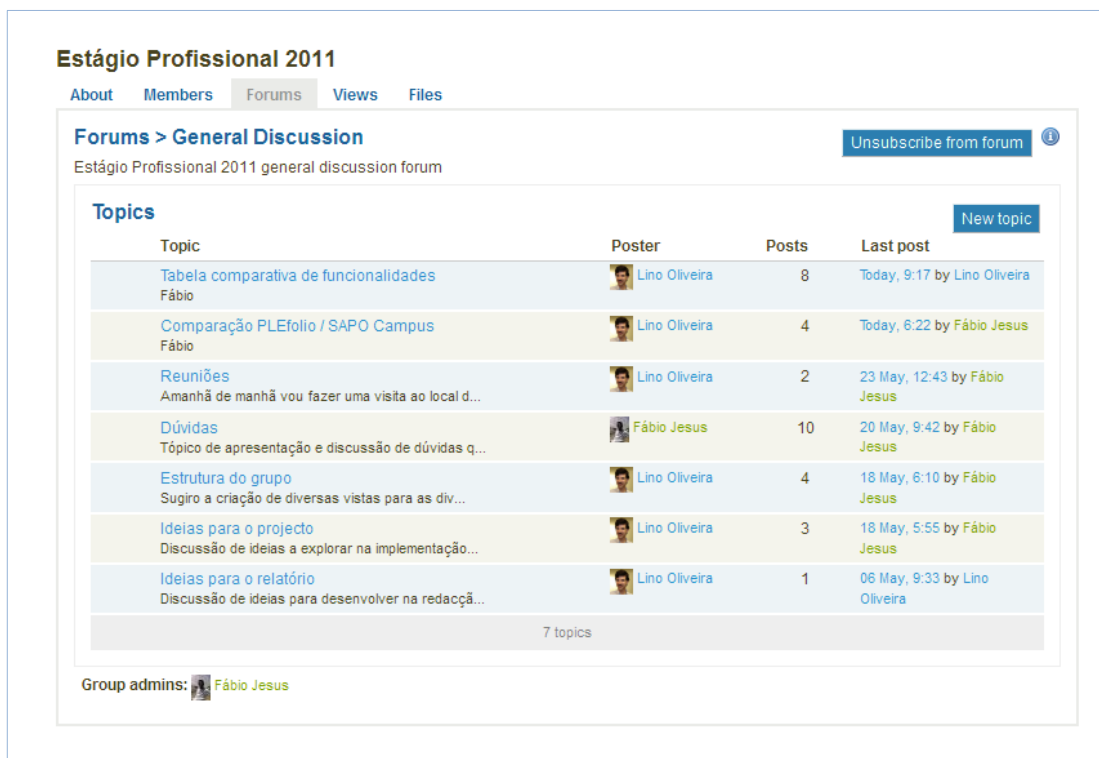 Estágio Profissional 2011
About Members Forums Views Files
Forums > General Discussion
Unsubscribe from forum
Estágio Profissional 2011 general discussion forum
Topics
New topic
Topic Poster Posts Last post
Tabela comparativa de funcionalidades Lino Oliveira 8 Today, 9:17 by Lino Oliveira
Fábio
Comparação PLEfolio / SAPO Campus Lino Oliveira 4 Today, 6:22 by Fábio Jesus
Fábio
Reuniões Lino Oliveira 2 23 May, 12:43 by Fábio
Amanhã de manhã vou fazer uma visita ao local d... Jesus
Dúvidas Fábio Jesus 10 20 May, 9:42 by Fábio
Tópico de apresentação e discussão de dúvidas q... Jesus
Estrutura do grupo Lino Oliveira 4 18 May, 6:10 by Fábio
Sugiro a criação de diversas vistas para as div... Jesus
Ideias para o projecto Lino Oliveira 3 18 May, 5:55 by Fábio
Discussão de ideias a explorar na implementação... Jesus
Ideias para o relatório Lino Oliveira 1 06 May, 9:33 by Lino
Discussão de ideias para desenvolver na redacçã... Oliveira
7 topics
Group admins: Fábio Jesus